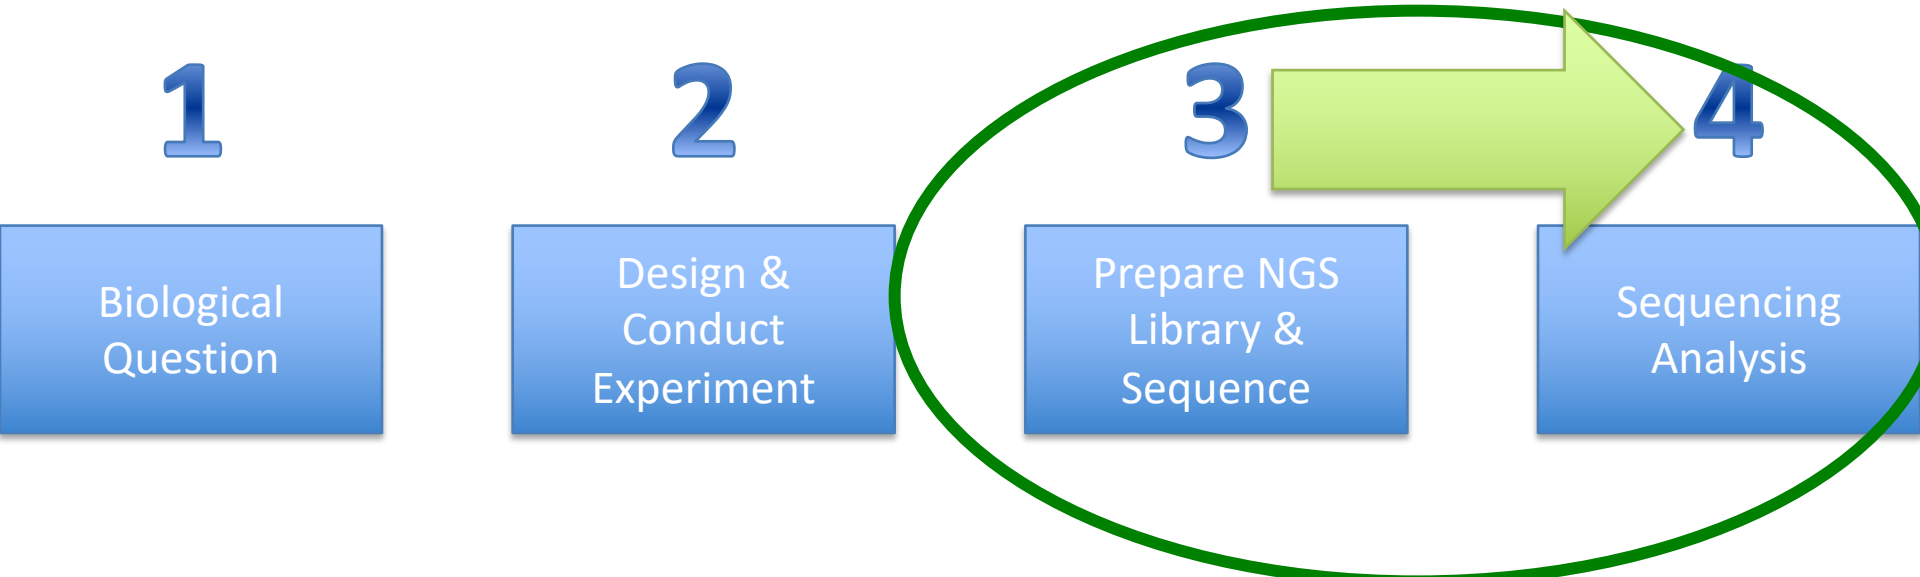 1
2
3
4
Biological
Question
Design &
Conduct
Experiment
Prepare NGS
Library &
Sequence
Sequencing
Analysis